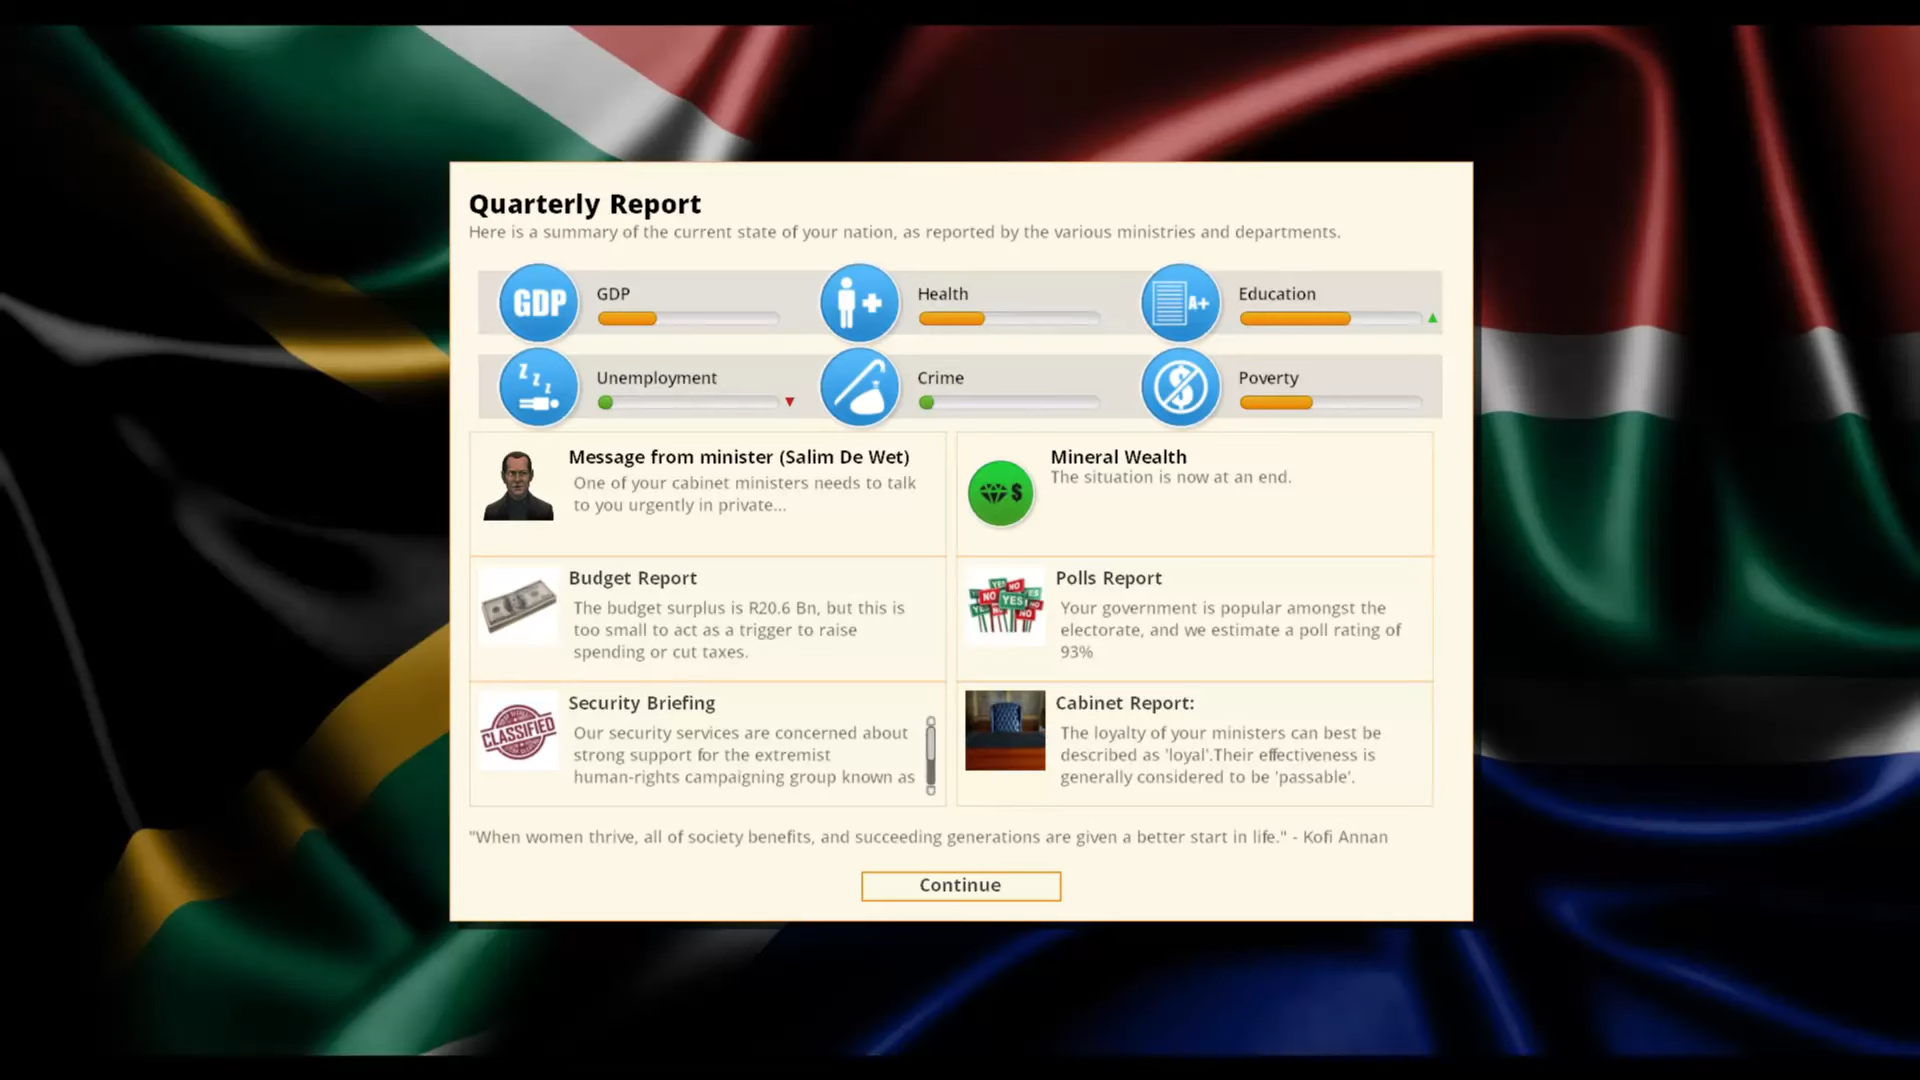 Quarterly Report
Here is a summary of the current state of your nation, as reported by the various ministries and departments.
GDP
GDP
Health
A+
Education
Z Z Z
Unemployment
Crime
$
Poverty
Message from minister (Salim De Wet)
One of your cabinet ministers needs to talk
to you urgently in private...
$
Mineral Wealth
The situation is now at an end.
Budget Report
The budget surplus is R20.6 Bn, but this is
too small to act as a trigger to raise
spending or cut taxes.
YES NO
NO YES
NO
Polls Report
Your government is popular amongst the
electorate, and we estimate a poll rating of
93%
CLASSIFIED
Security Briefing
Our security services are concerned about
strong support for the extremist
human-rights campaigning group known as
Cabinet Report:
The loyalty of your ministers can best be
described as 'loyal'.Their effectiveness is
generally considered to be 'passable'.
"When women thrive, all of society benefits, and succeeding generations are given a better start in life." - Kofi Annan
Continue